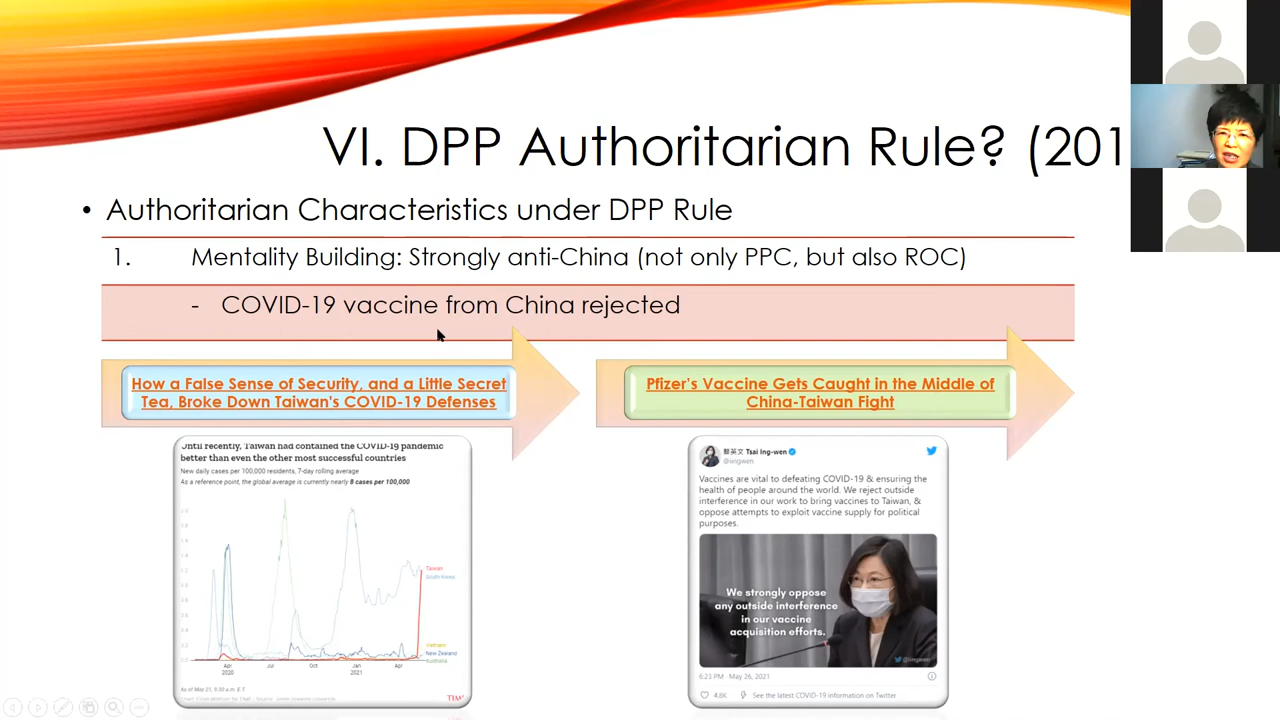 VI. DPP Authoritarian Rule? (201
• Authoritarian Characteristics under DPP Rule
1. Mentality Building: Strongly anti-China (not only PPC, but also ROC)
- COVID-19 vaccine from China rejected
How a False Sense of Security, and a Little Secret
Tea, Broke Down Taiwan's COVID-19 Defenses
Pfizer's Vaccine Gets Caught in the Middle of
China-Taiwan Fight
Until recently, Taiwan had contained the COVID-19 pandemic
better than even the other most successful countries
New daily cases per 100,000 residents, 7-day rolling average
As a reference point, the global average is currently nearly 8 cases per 100,000
Taiwan
South Korea
Vietnam
New Zealand
Australia
Apr
2020
Jul
Oct
Jan
2021
Apr
As of May 21, 9:30 a.m. E.T.
TIME
蔡英文 Tsai Ing-wen
@iingwen
Vaccines are vital to defeating COVID-19 & ensuring the
health of people around the world. We reject outside
interference in our work to bring vaccines to Taiwan, &
oppose attempts to exploit vaccine supply for political
purposes.
We strongly oppose
any outside interference
in our vaccine
acquisition efforts.
@iingwen
6:23 PM · May 26, 2021
4.8K
See the latest COVID-19 information on Twitter